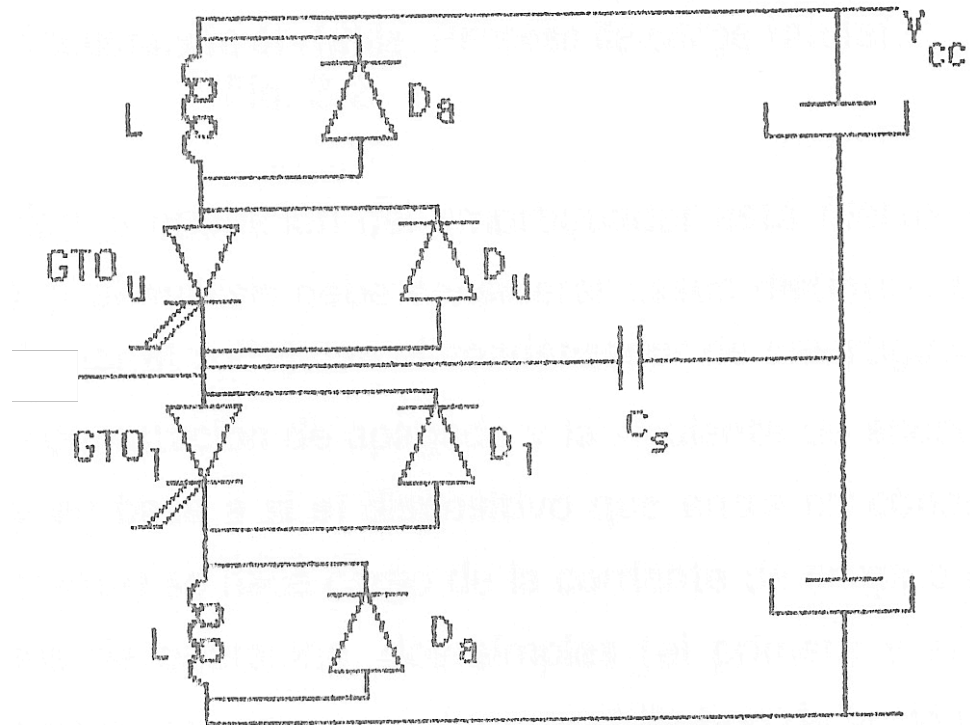 V_CC
D_a
L
GTO_u
D_u
C_s
GTO_l
D_l
L
D_a